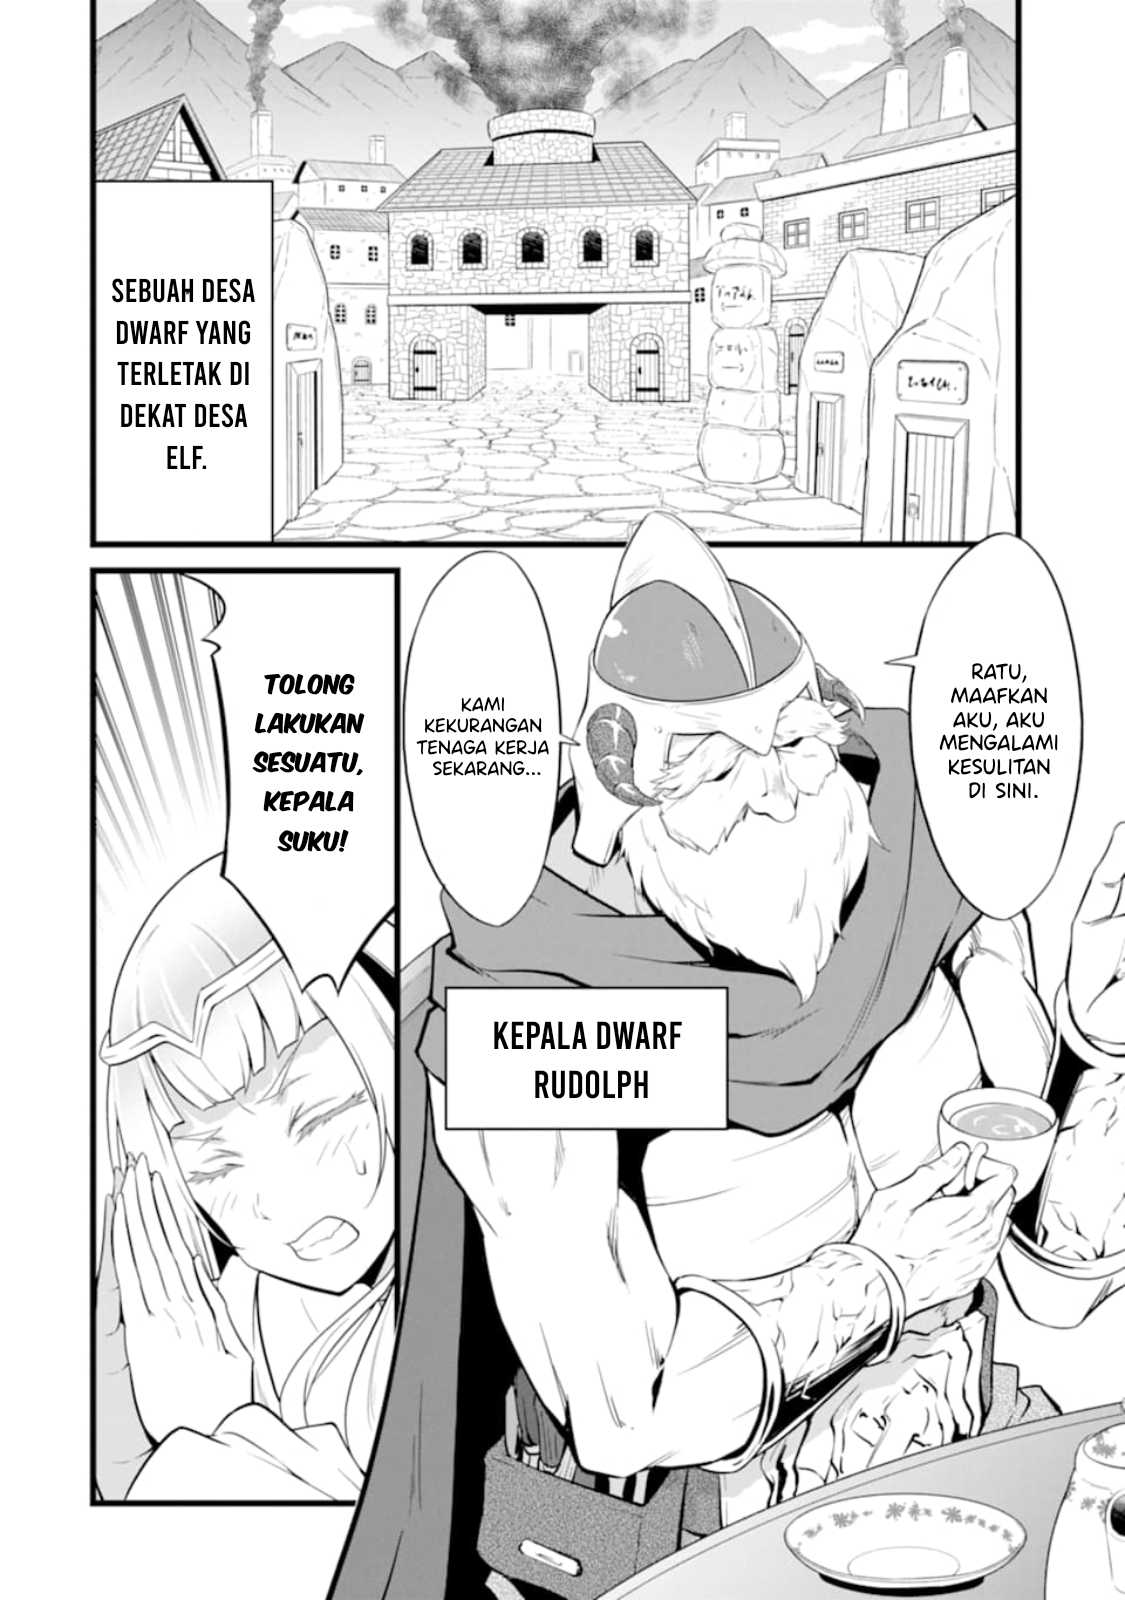 SEBUAH DESA
DWARF YANG
TERLETAK DI
DEKAT DESA
ELF.
RATU,
MAAFKAN
AKU, AKU
MENGALAMI
KESULITAN
DI SINI.
KAMI
KEKURANGAN
TENAGA KERJA
SEKARANG...
KEPALA DWARF
RUDOLPH
TOLONG
LAKUKAN
SESUATU,
KEPALA
SUKU!